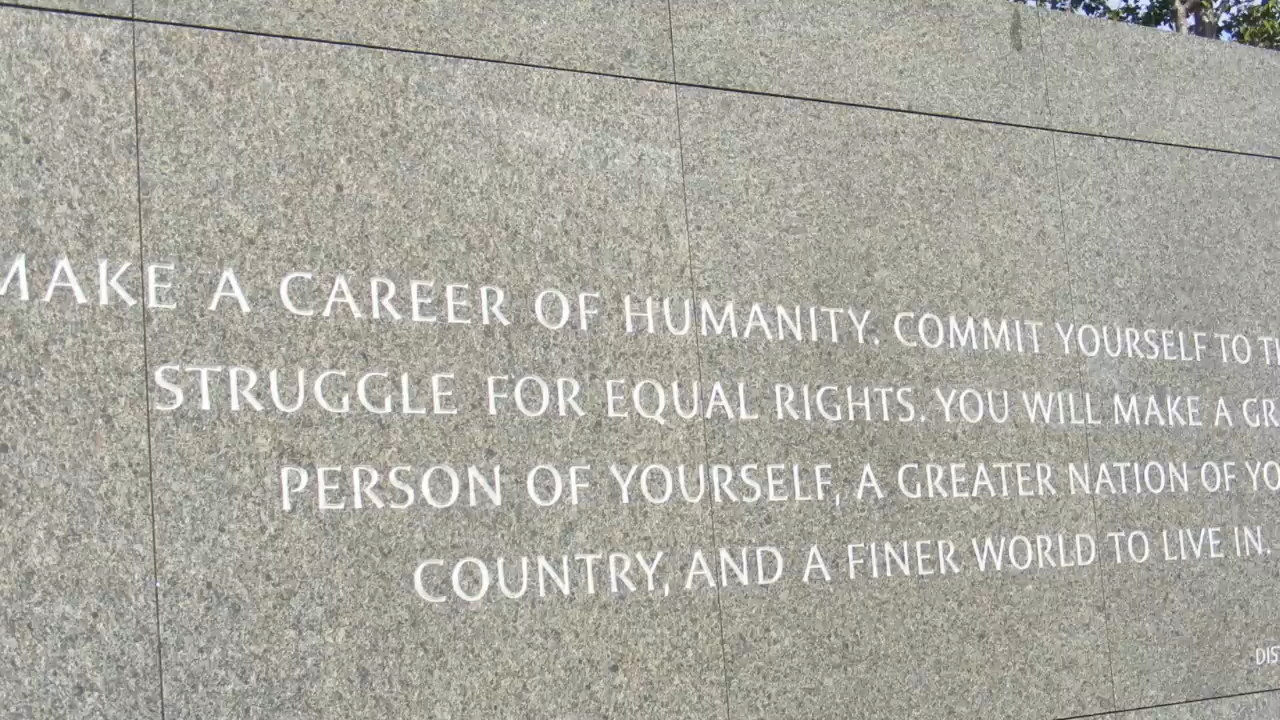 MAKE A CAREER OF HUMANITY. COMMIT YOURSELF TO
STRUGGLE FOR EQUAL RIGHTS. YOU WILL MAKE A
PERSON OF YOURSELF, A GREATER NATION OF
COUNTRY, AND A FINER WORLD TO LIVE IN.